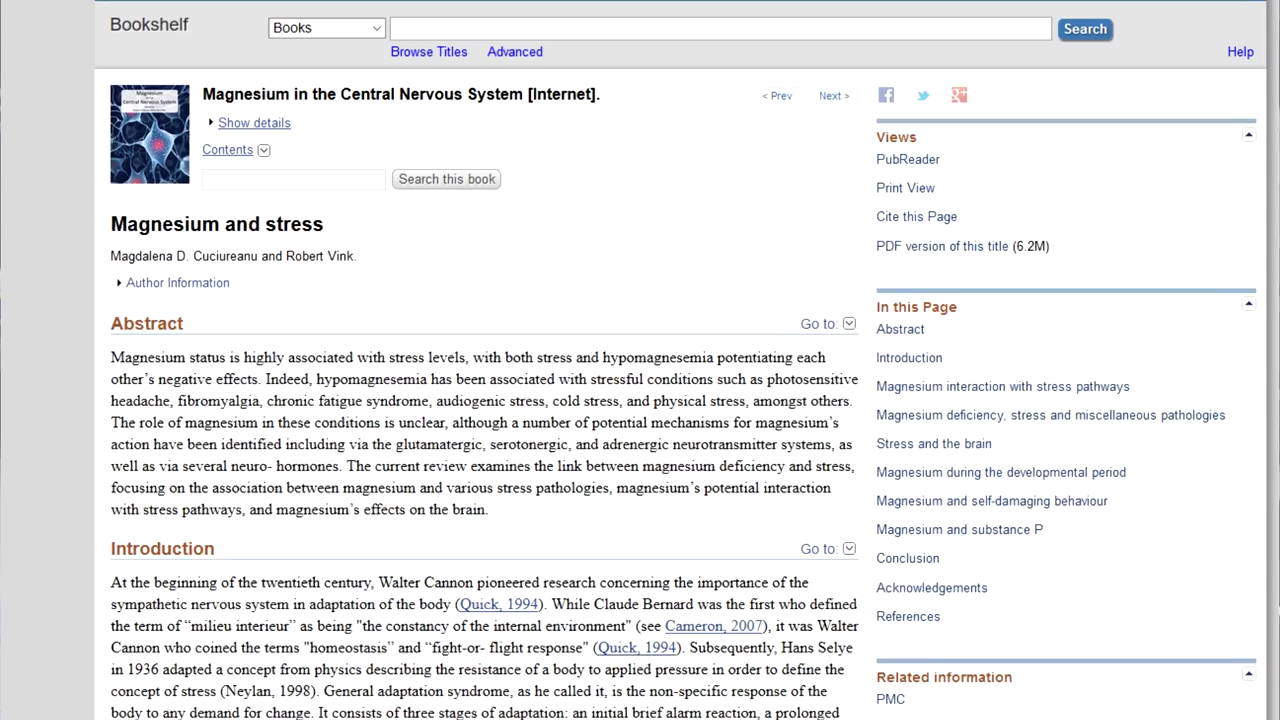 Bookshelf
Books
Search
Browse Titles Advanced
Help
Magnesium in the Central Nervous System [Internet].
< Prev Next >
Show details
Contents
Search this book
Magnesium and stress
Magdalena D. Cuciureanu and Robert Vink.
Author Information
Abstract
Go to:
Magnesium status is highly associated with stress levels, with both stress and hypomagnesemia potentiating each
other's negative effects. Indeed, hypomagnesemia has been associated with stressful conditions such as photosensitive
headache, fibromyalgia, chronic fatigue syndrome, audiogenic stress, cold stress, and physical stress, amongst others.
The role of magnesium in these conditions is unclear, although a number of potential mechanisms for magnesium's
action have been identified including via the glutamatergic, serotonergic, and adrenergic neurotransmitter systems, as
well as via several neuro- hormones. The current review examines the link between magnesium deficiency and stress,
focusing on the association between magnesium and various stress pathologies, magnesium's potential interaction
with stress pathways, and magnesium's effects on the brain.
Introduction
Go to:
At the beginning of the twentieth century, Walter Cannon pioneered research concerning the importance of the
sympathetic nervous system in adaptation of the body (Quick, 1994). While Claude Bernard was the first who defined
the term of “milieu interieur” as being "the constancy of the internal environment" (see Cameron, 2007), it was Walter
Cannon who coined the terms "homeostasis” and “fight-or- flight response" (Quick, 1994). Subsequently, Hans Selye
in 1936 adapted a concept from physics describing the resistance of a body to applied pressure in order to define the
concept of stress (Neylan, 1998). General adaptation syndrome, as he called it, is the non-specific response of the
body to any demand for change. It consists of three stages of adaptation: an initial brief alarm reaction, a prolonged
Views
PubReader
Print View
Cite this Page
PDF version of this title (6.2M)
In this Page
Abstract
Introduction
Magnesium interaction with stress pathways
Magnesium deficiency, stress and miscellaneous pathologies
Stress and the brain
Magnesium during the developmental period
Magnesium and self-damaging behaviour
Magnesium and substance P
Conclusion
Acknowledgements
References
Related information
PMC
Magnesium
Central Nervous System